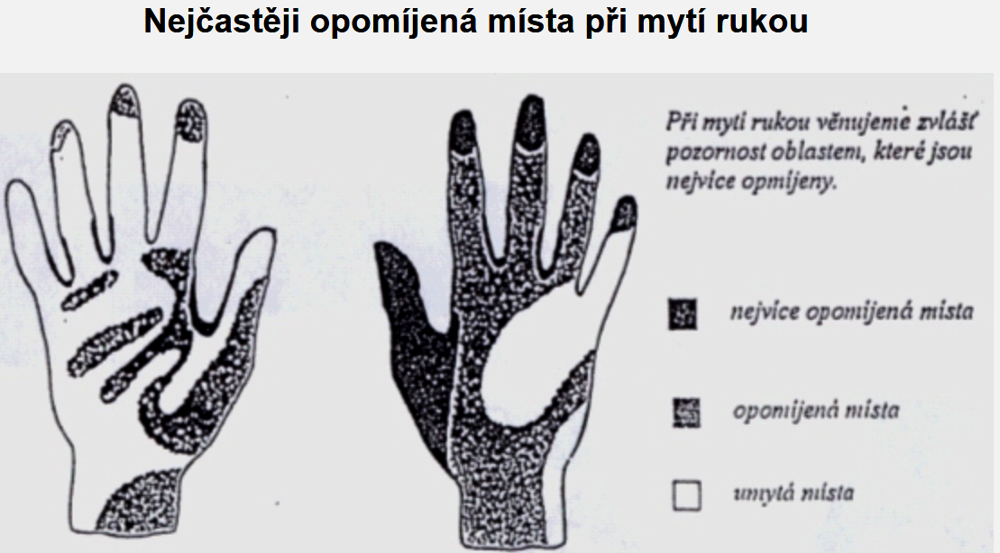 Nejčastěji opomíjená místa při mytí rukou
Při mytí rukou věnujeme zvlášť
pozornost oblastem, které jsou
nejvíce opmíjeny.
nejvíce opomíjená místa
opomíjená místa
umytá místa